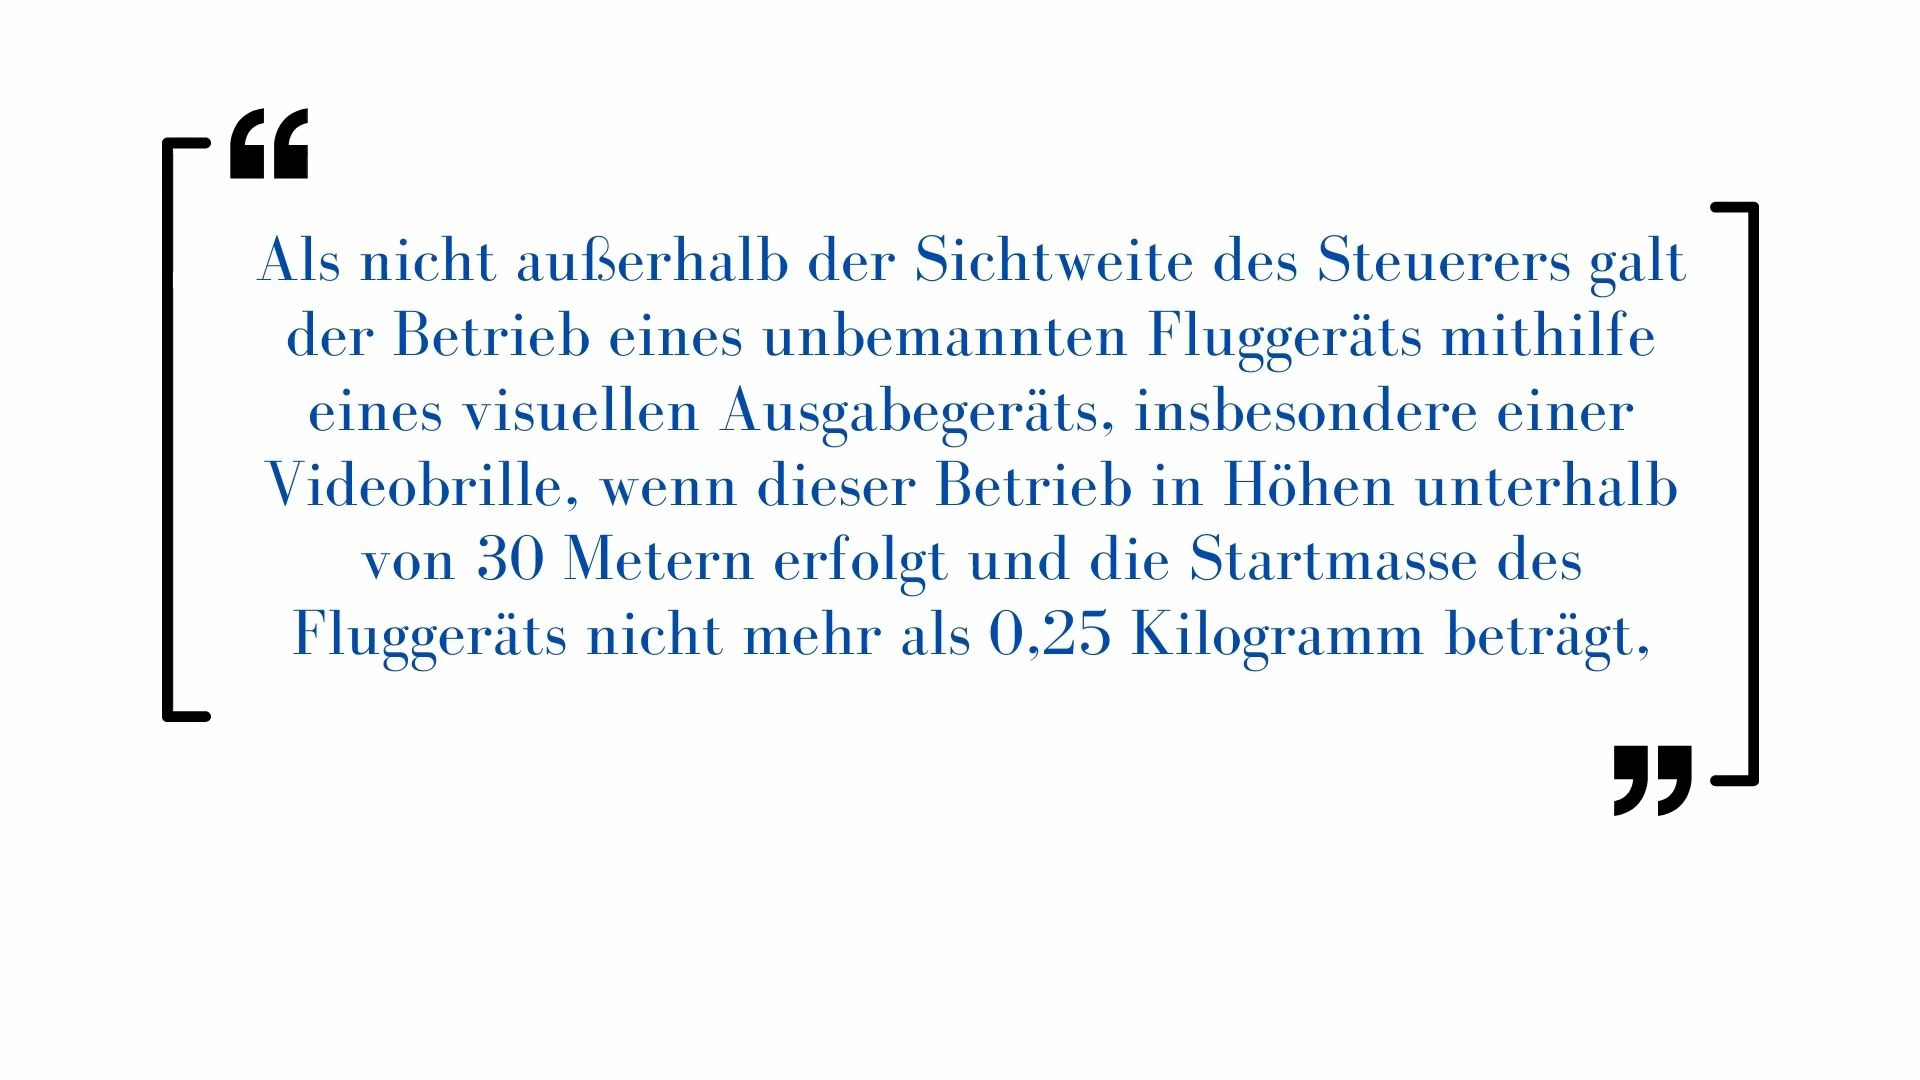 “
Als nicht außerhalb der Sichtweite des Steuerers galt
der Betrieb eines unbemannten Fluggeräts mithilfe
eines visuellen Ausgabegeräts, insbesondere einer
Videobrille, wenn dieser Betrieb in Höhen unterhalb
von 30 Metern erfolgt und die Startmasse des
Fluggeräts nicht mehr als 0,25 Kilogramm beträgt,
”